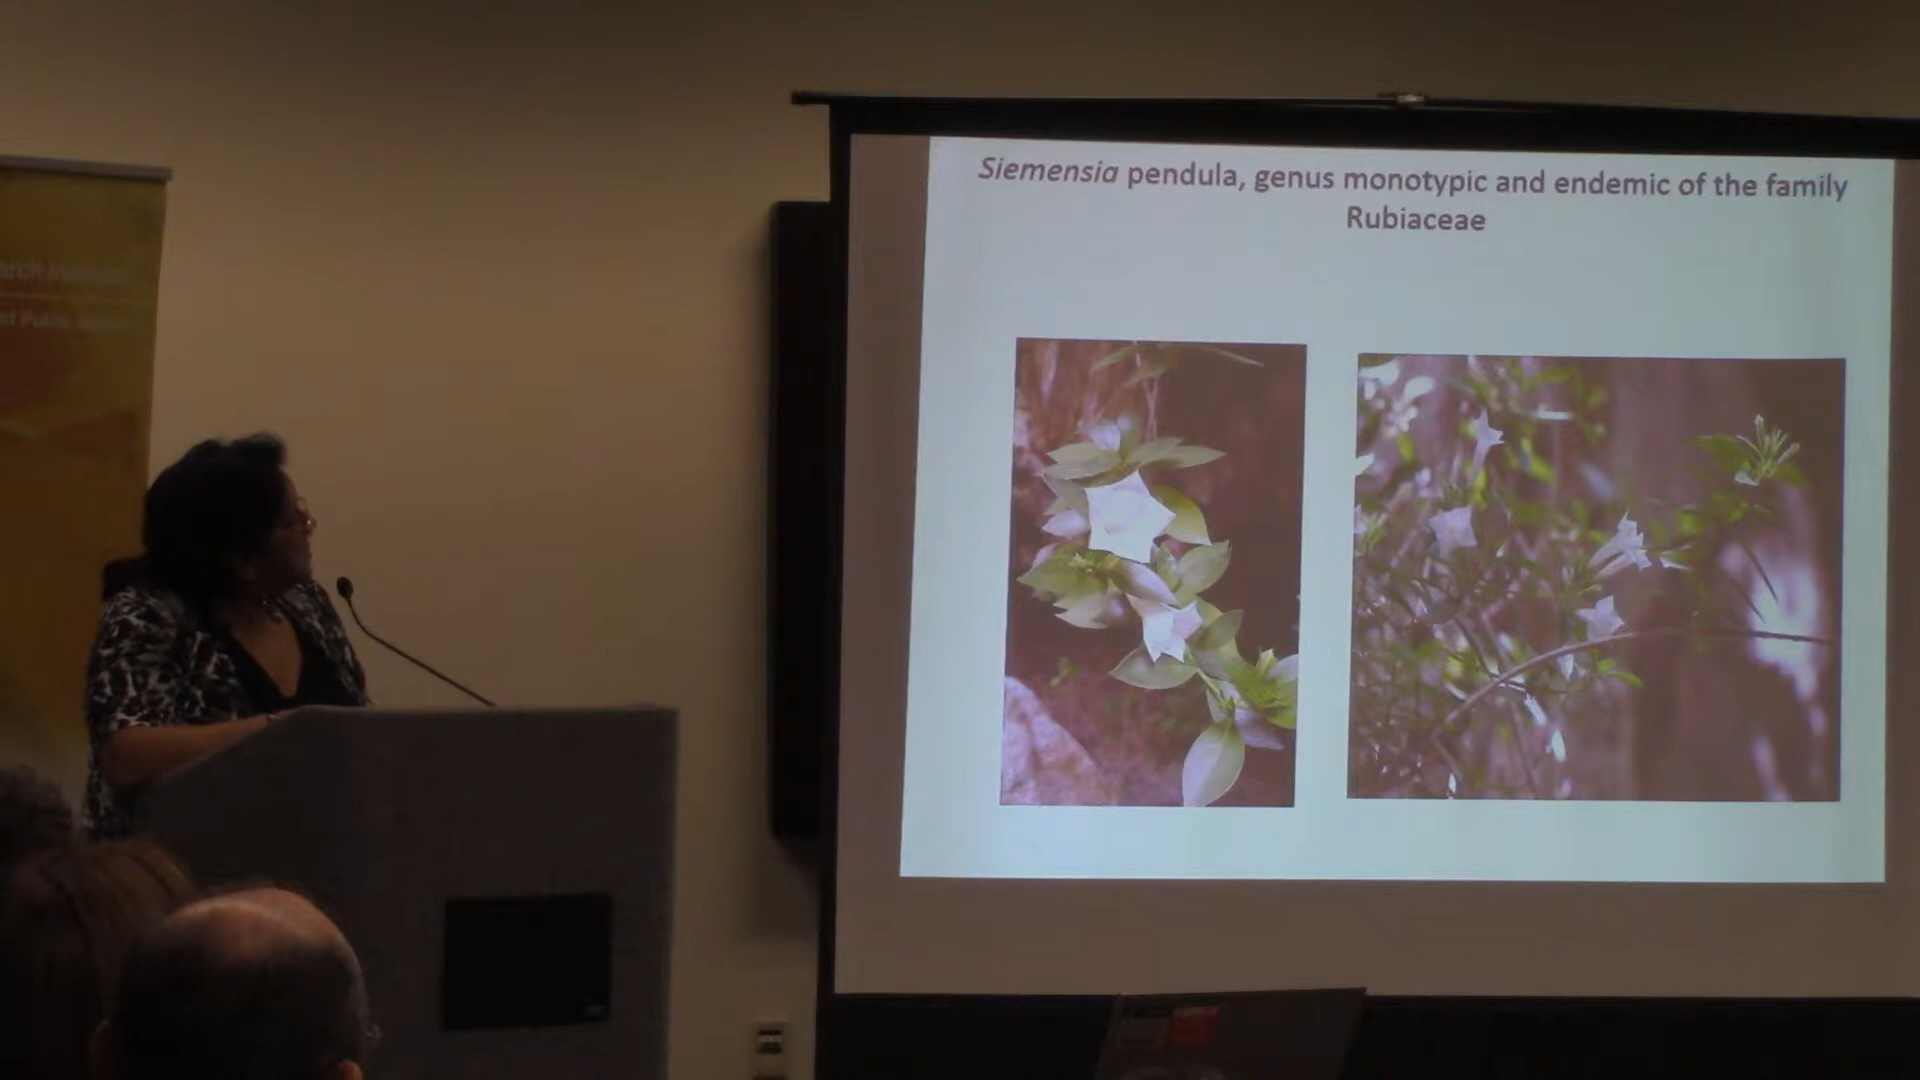 Siemensia pendula, genus monotypic and endemic of the family
Rubiaceae